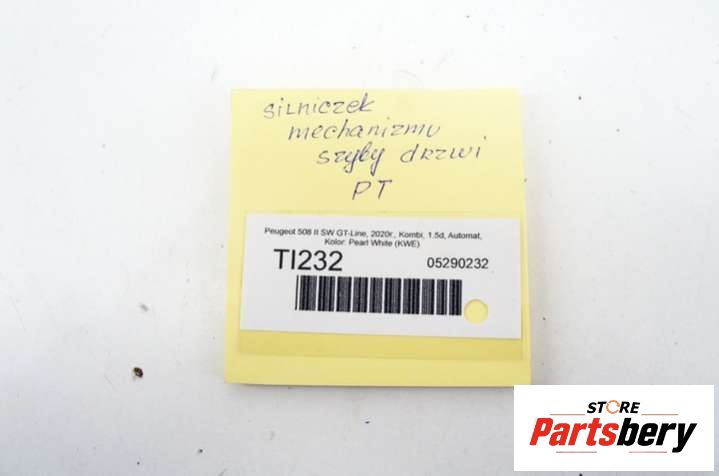 silniczek
mechanizmu
szyby drzwi
PT
Peugeot 508 II SW GT-Line, 2020r., Kombi, 1.5d, Automat,
Kolor: Pearl White (KWE)
TI232 05290232
STORE
Partsbery